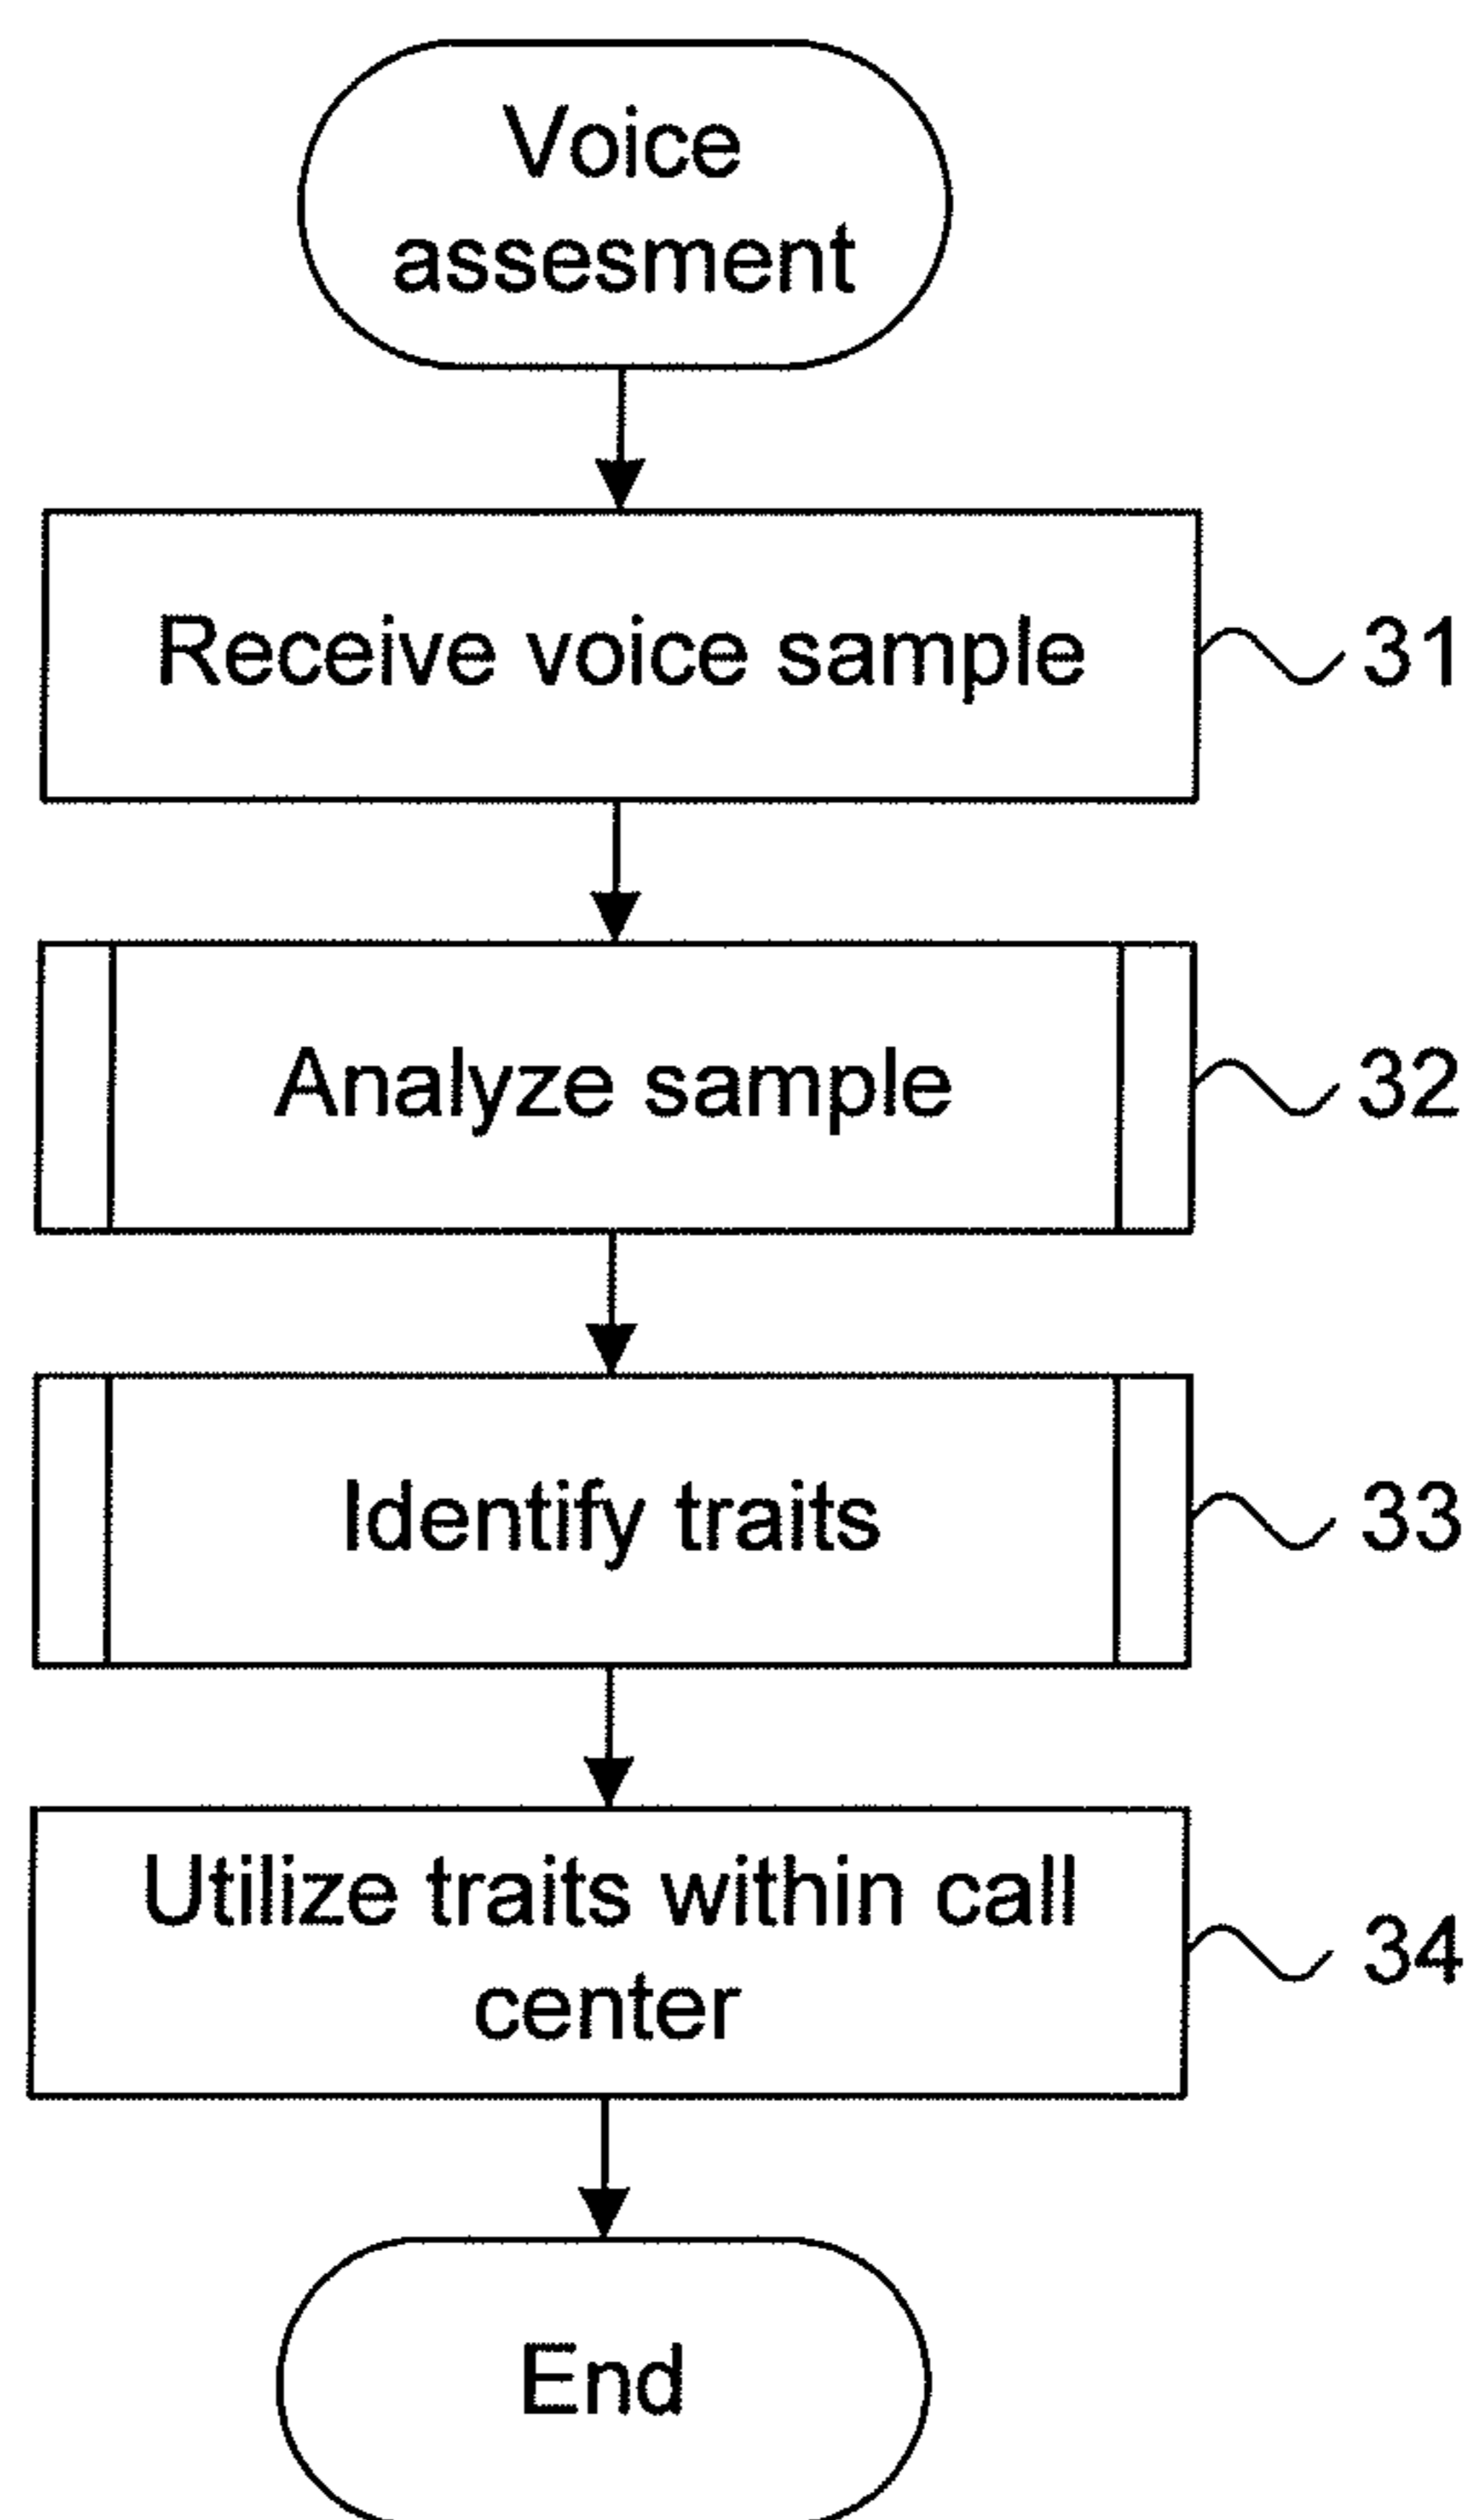 Voice
assesment
Receive voice sample
31
Analyze sample
32
Identify traits
33
Utilize traits within call
center
34
End